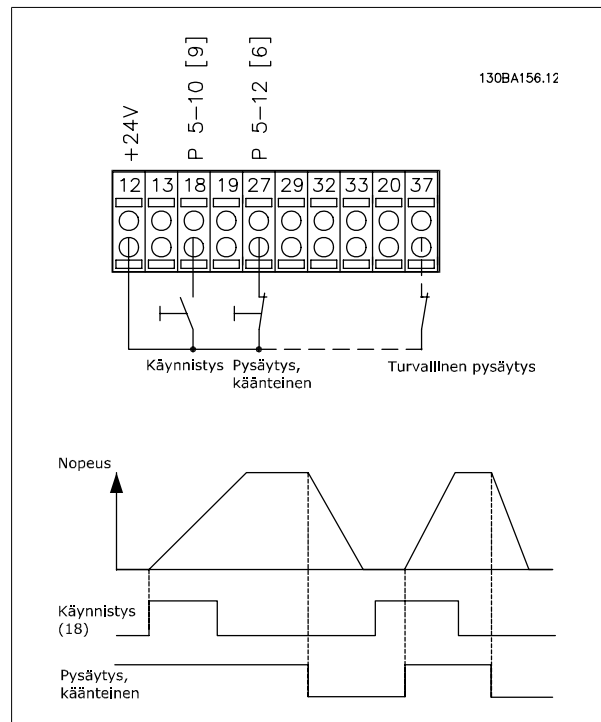 130BA156.12
+24V
P 5-10 [9]
P 5-12 [6]
12 13 18 19 27 29 32 33 20 37
Käynnistys
Pysäytys,
käänteinen
Turvallinen pysäytys
Nopeus
Käynnistys
(18)
Pysäytys,
käänteinen